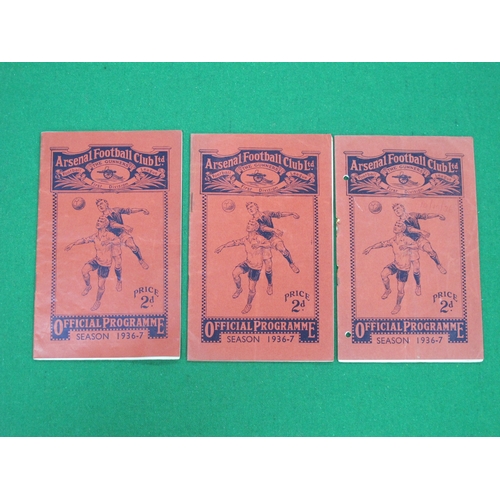 Arsenal Football Club Ltd
PRICE
2d
OFFICIAL PROGRAMME
SEASON 1936-7
Arsenal Football Club Ltd
PRICE
2d.
OFFICIAL PROGRAMME
SEASON 1936-7
Arsenal Football Club Ltd
PRICE
2d.
OFFICIAL PROGRAMME
SEASON 1936-7